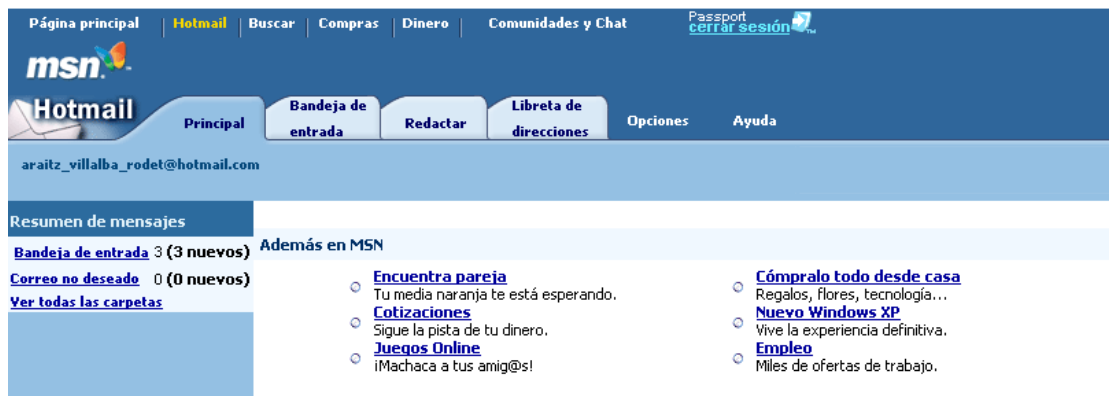 Página principal | Hotmail | Buscar | Compras | Dinero | Comunidades y Chat
Passport
cerrar sesión
msn
Hotmail
Principal
Bandeja de
entrada
Redactar
Libreta de
direcciones
Opciones
Ayuda
araitz_villalba_rodet@hotmail.com
Resumen de mensajes
Bandeja de entrada 3 (3 nuevos)
Correo no deseado 0 (0 nuevos)
Ver todas las carpetas
Además en MSN
Encuentra pareja
Tu media naranja te está esperando.
Cotizaciones
Sigue la pista de tu dinero.
Juegos Online
¡Machaca a tus amig@s!
Cómpralo todo desde casa
Regalos, flores, tecnología...
Nuevo Windows XP
Vive la experiencia definitiva.
Empleo
Miles de ofertas de trabajo.